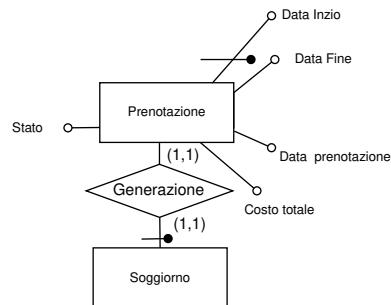 Data Inzio
Data Fine
Prenotazione
Stato
(1,1)
Data prenotazione
Generazione
Costo totale
(1,1)
Soggiorno